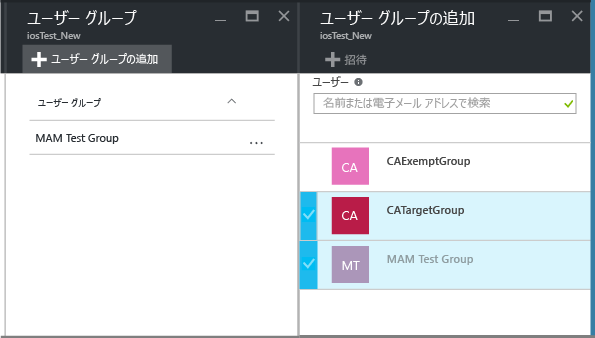 ユーザー グループ
iosTest_New
ユーザー グループの追加
ユーザー グループ
MAM Test Group
...
ユーザー グループの追加
iosTest_New
招待
ユーザー
名前または電子メール アドレスで検索
CA CAExemptGroup
CA CATargetGroup
MT MAM Test Group